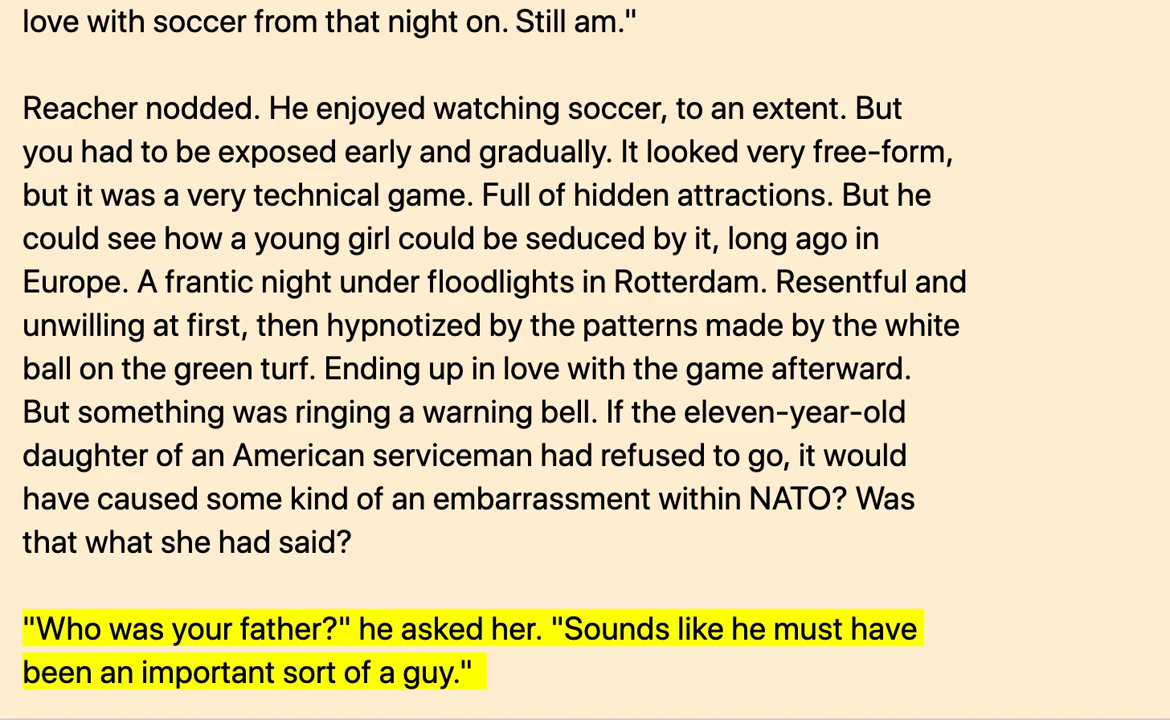 love with soccer from that night on. Still am."
Reacher nodded. He enjoyed watching soccer, to an extent. But
you had to be exposed early and gradually. It looked very free-form,
but it was a very technical game. Full of hidden attractions. But he
could see how a young girl could be seduced by it, long ago in
Europe. A frantic night under floodlights in Rotterdam. Resentful and
unwilling at first, then hypnotized by the patterns made by the white
ball on the green turf. Ending up in love with the game afterward.
But something was ringing a warning bell. If the eleven-year-old
daughter of an American serviceman had refused to go, it would
have caused some kind of an embarrassment within NATO? Was
that what she had said?
"Who was your father?" he asked her. "Sounds like he must have
been an important sort of a guy."